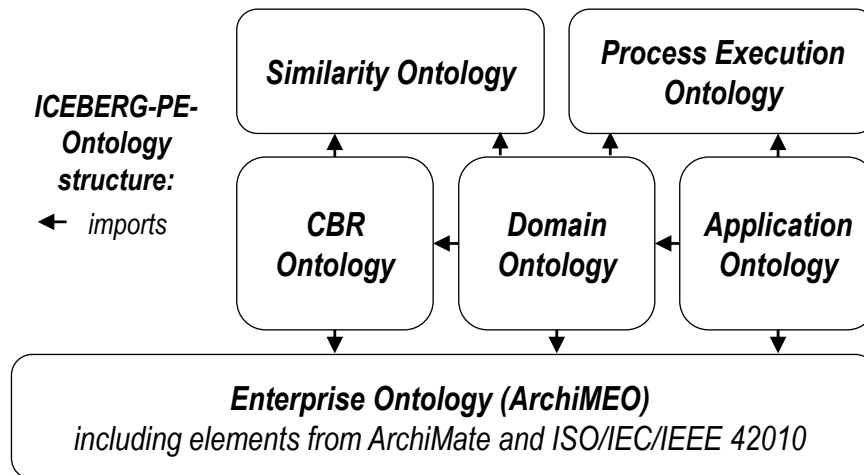 Similarity Ontology
Process Execution
Ontology
ICEBERG-PE-
Ontology
structure:
imports
CBR
Ontology
Domain
Ontology
Application
Ontology
Enterprise Ontology (ArchiMEO)
including elements from ArchiMate and ISO/IEC/IEEE 42010